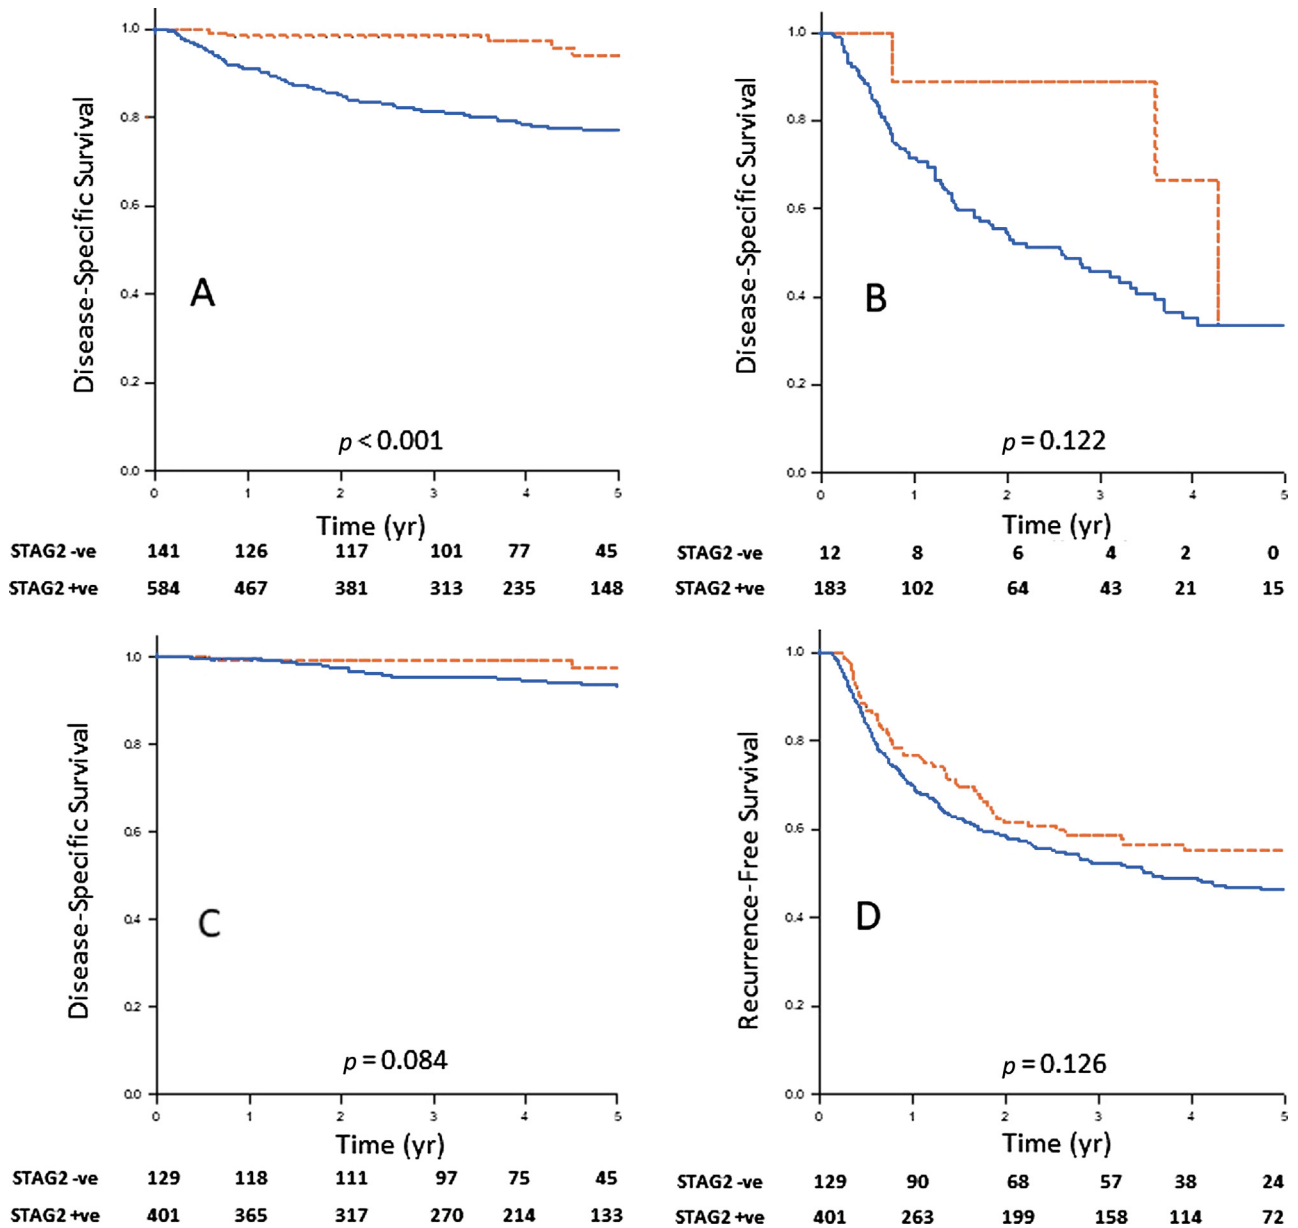 Disease-Specific Survival
1.0
0.8
0.6
0.4
0.2
0.0
A
p < 0.001
0 1 2 3 4 5
Time (yr)
STAG2 -ve 141 126 117 101 77 45
STAG2 +ve 584 467 381 313 235 148
Disease-Specific Survival
1.0
0.8
0.6
0.4
0.2
0.0
B
p = 0.122
0 1 2 3 4 5
Time (yr)
STAG2 -ve 12 8 6 4 2 0
STAG2 +ve 183 102 64 43 21 15
Disease-Specific Survival
1.0
0.8
0.6
0.4
0.2
0.0
C
p = 0.084
0 1 2 3 4 5
Time (yr)
STAG2 -ve 129 118 111 97 75 45
STAG2 +ve 401 365 317 270 214 133
Recurrence-Free Survival
1.0
0.8
0.6
0.4
0.2
0.0
D
p = 0.126
0 1 2 3 4 5
Time (yr)
STAG2 -ve 129 90 68 57 38 24
STAG2 +ve 401 263 199 158 114 72